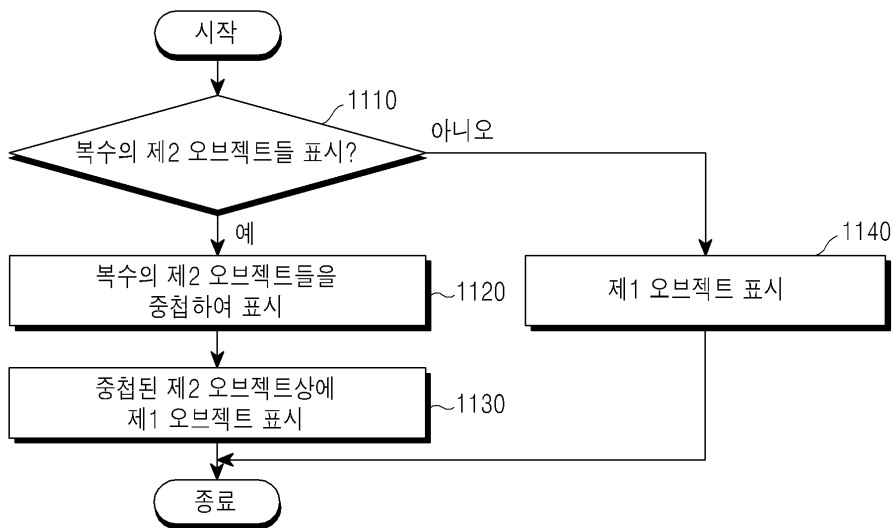 시작
1110
복수의 제2 오브젝트들 표시?
아니오
예
복수의 제2 오브젝트들을
중첩하여 표시
1120
1140
제1 오브젝트 표시
중첩된 제2 오브젝트상에
제1 오브젝트 표시
1130
종료